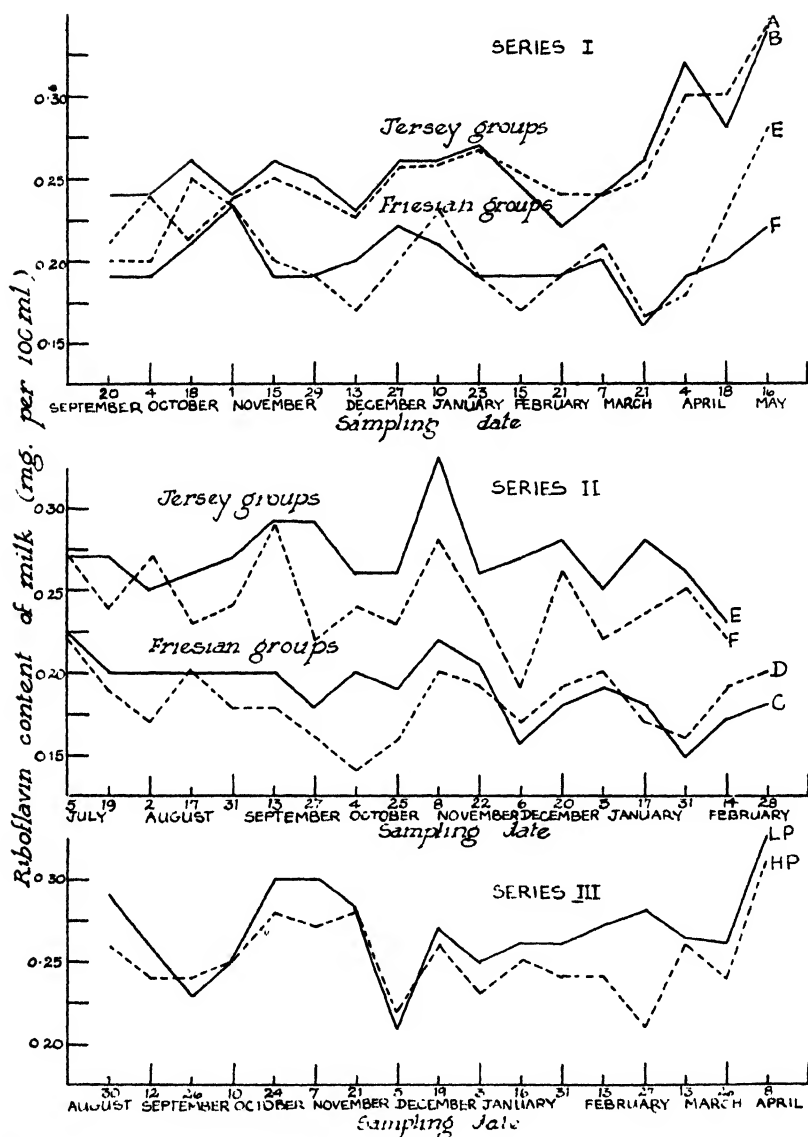 SERIES I
A
B
0.30
Jersey groups
E
0.25
Friesian groups
F
0.20
0.15
20 4 18 1 15 29 13 27 10 23 15 21 7 21 4 18 16
SEPTEMBER OCTOBER NOVEMBER DECEMBER JANUARY FEBRUARY MARCH APRIL MAY
Sampling date
Riboflavin content of milk (mg. per 100ml)
Jersey groups
SERIES II
0.30
0.25
E
F
Friesian groups
0.20
D
C
0.15
5 19 2 17 31 13 27 4 25 8 22 6 20 3 17 31 14 28
JULY AUGUST SEPTEMBER OCTOBER NOVEMBER DECEMBER JANUARY FEBRUARY
Sampling date
LP
HP
0.30
SERIES III
0.25
0.20
30 12 26 10 24 7 21 5 19 3 16 31 13 27 13 8
AUGUST SEPTEMBER OCTOBER NOVEMBER DECEMBER JANUARY FEBRUARY MARCH APRIL
Sampling date